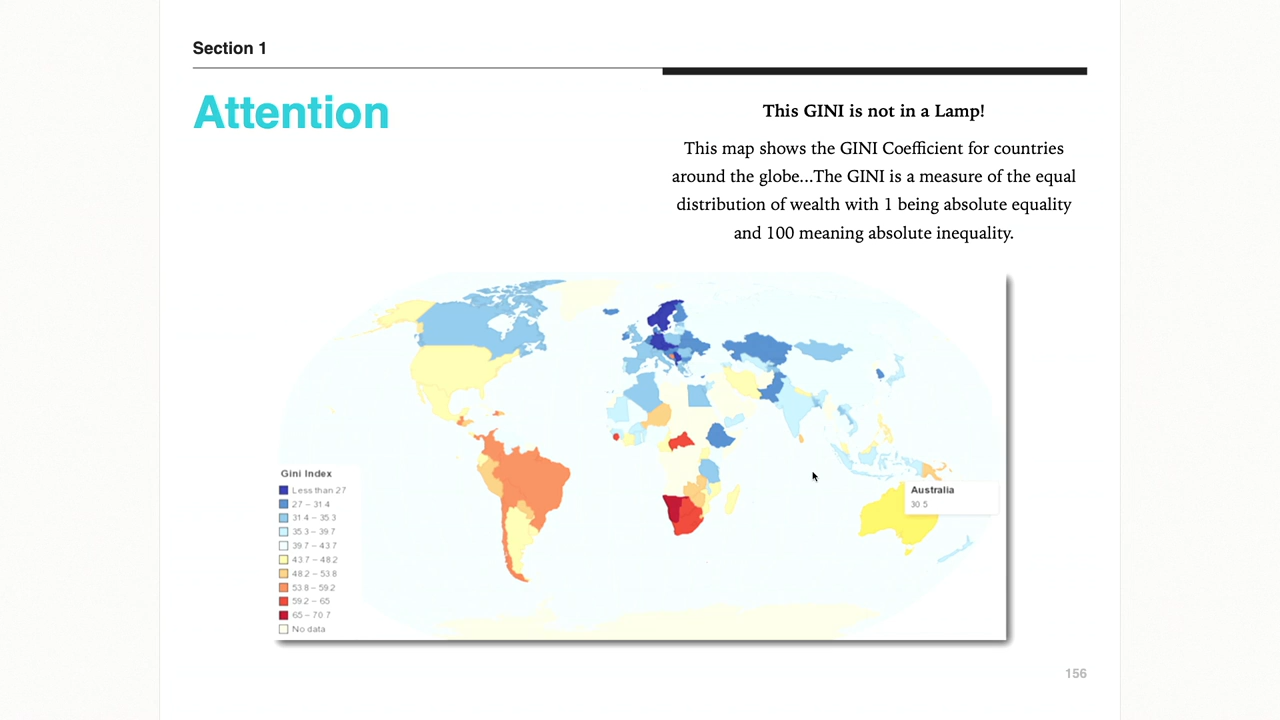 Section 1
Attention
This GINI is not in a Lamp!
This map shows the GINI Coefficient for countries
around the globe...The GINI is a measure of the equal
distribution of wealth with 1 being absolute equality
and 100 meaning absolute inequality.
Gini Index
Less than 27
27 – 31.4
31.4 – 35.3
35.3 – 39.7
39.7 – 43.7
43.7 – 48.2
48.2 – 53.8
53.8 – 59.2
59.2 – 65
65 – 70.7
No data
Australia
30.5
156